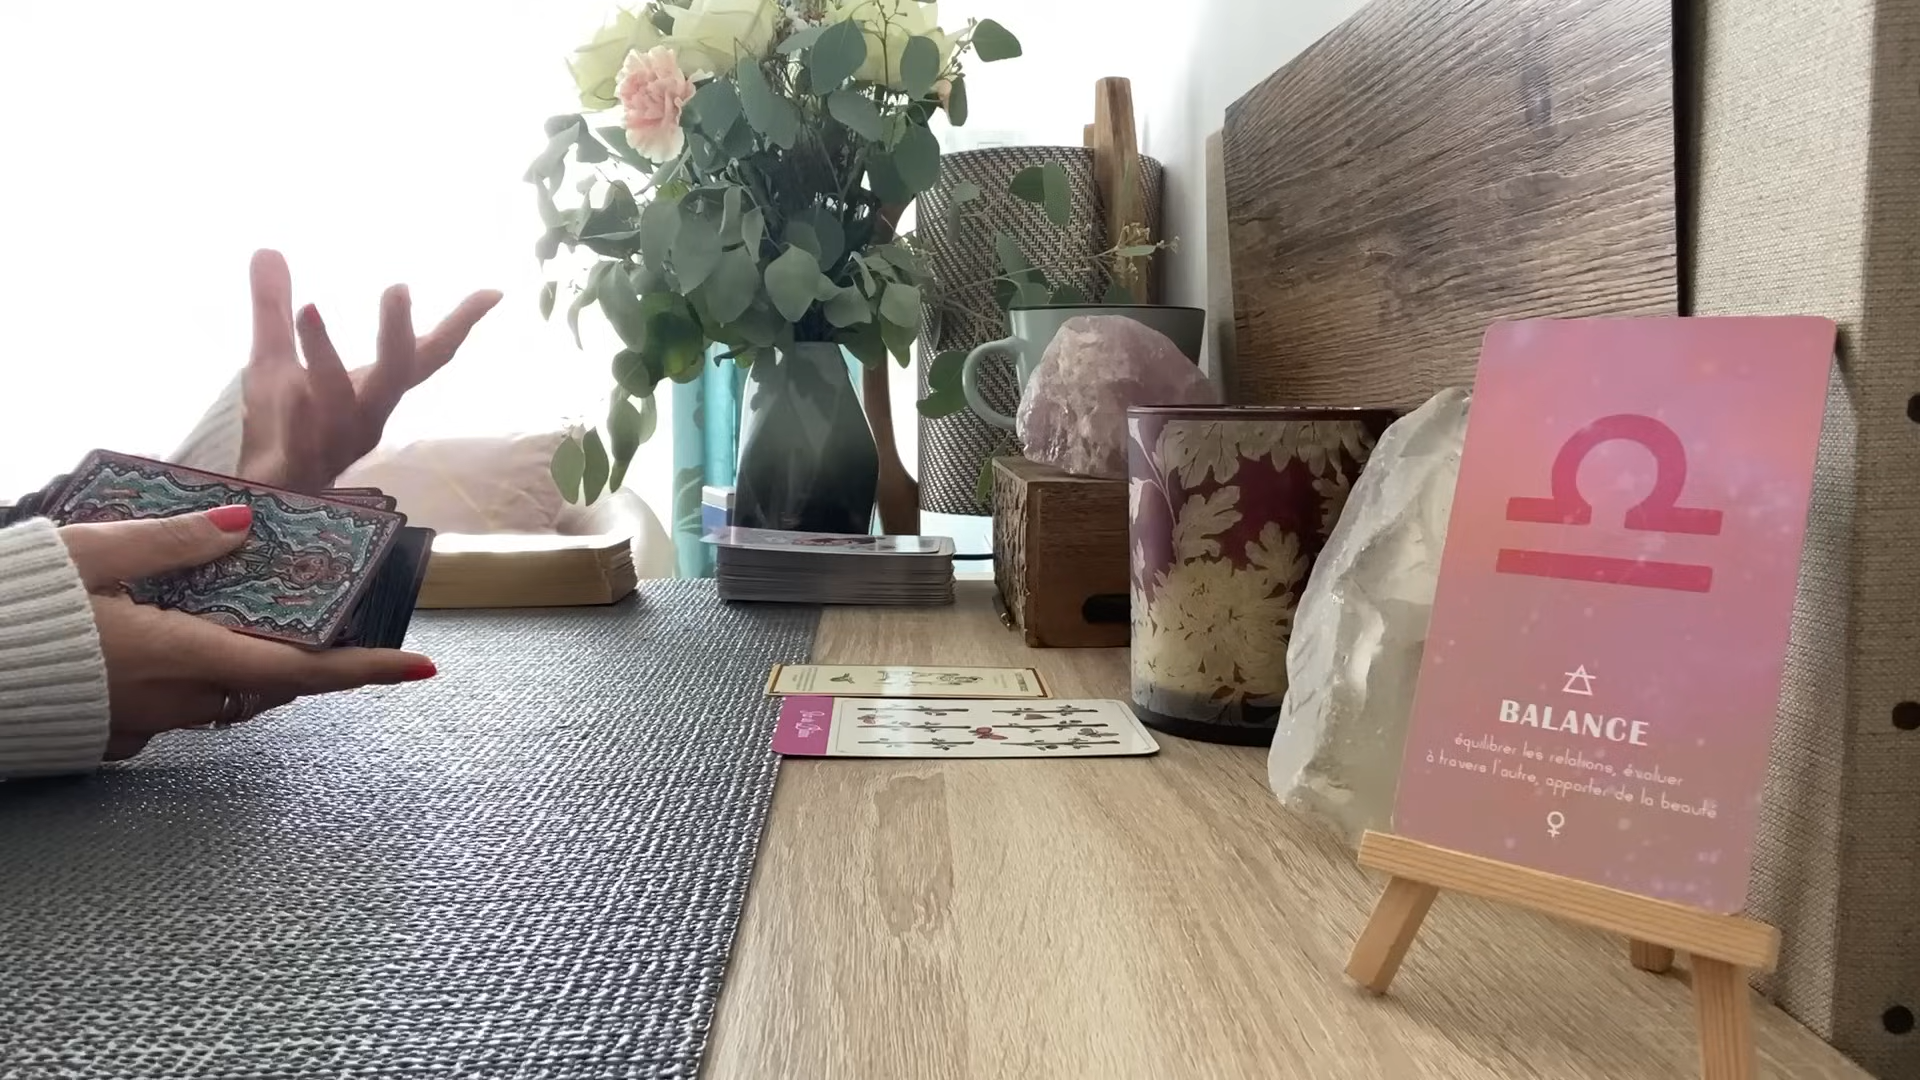 BALANCE
équilibrer les relations, évoluer
à travers l'autre, apporter de la beauté